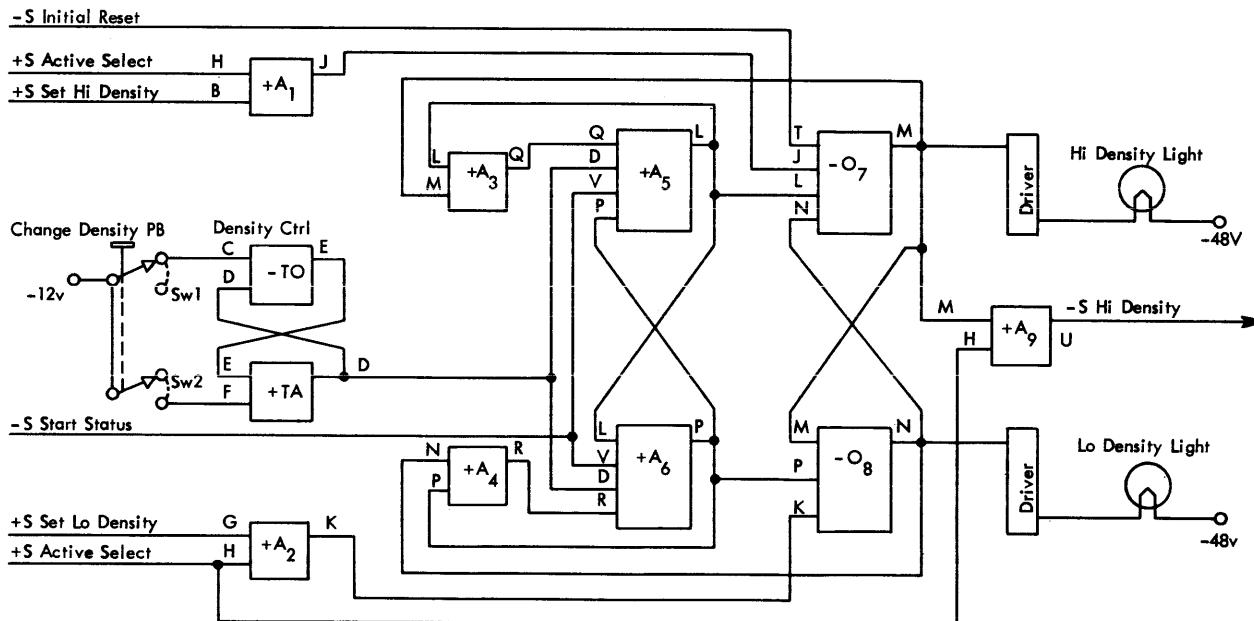 -S Initial Reset
+S Active Select H
+S Set Hi Density B
+A1
J
L
M
+A3
Q
Q
D
V
P
+A5
L
T
J
L
N
-O7
M
Driver
Hi Density Light
-48V
Change Density PB
-12v
Sw1
Sw2
Density Ctrl
C
D
-TO
E
E
F
+TA
D
M
H
+A9
-S Hi Density
U
-S Start Status
N
P
+A4
R
L
V
D
R
+A6
P
M
P
K
-O8
N
Driver
Lo Density Light
-48v
+S Set Lo Density G
+S Active Select H
+A2
K